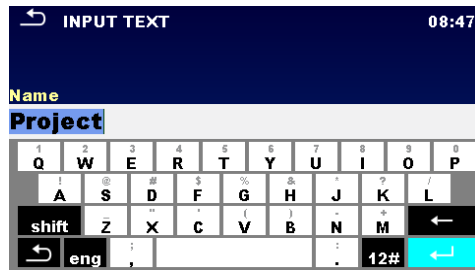 INPUT TEXT 08:47
Name
Project
1 2 3 4 5 6 7 8 9 0
Q W E R T Y U I O P
! @ # $ % & * ? /
A S D F G H J K L
_ " ' ( ) - +
shift Z X C V B N M
; :
eng , . 12#